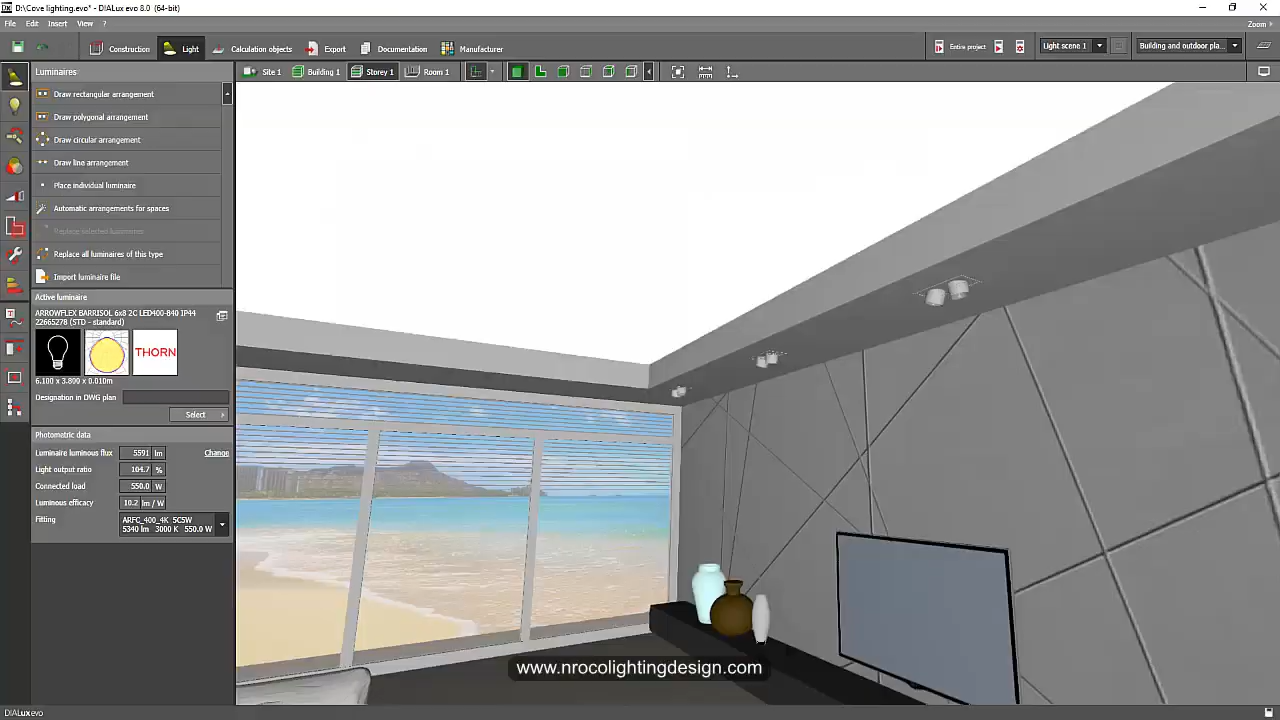 D:\Cove lighting.evo* - DIALux evo 8.0 (64-bit)
File Edit Insert View ?
Zoom
Construction Light Calculation objects Export Documentation Manufacturer
Entire project Light scene 1 Building and outdoor pla...
Luminaires
Site 1 Building 1 Storey 1 Room 1
Draw rectangular arrangement
Draw polygonal arrangement
Draw circular arrangement
Draw line arrangement
Place individual luminaire
Automatic arrangements for spaces
Replace selected luminaires
Replace all luminaires of this type
Import luminaire file
Active luminaire
ARROWFLEX BARRISOL 6x8 2C LED400-840 IP44
22665278 (STD - standard)
THORN
6.100 x 3.899 x 0.010m
Designation in DWG plan
Select
Photometric data
Luminaire luminous flux 5591 lm Change
Light output ratio 104.7 %
Connected load 550.0 W
Luminous efficacy 10.2 lm / W
Fitting ARFC_400_4K 5C5W
5340 lm 3000 K 550.0 W
www.nrocolightingdesign.com
DIALux evo